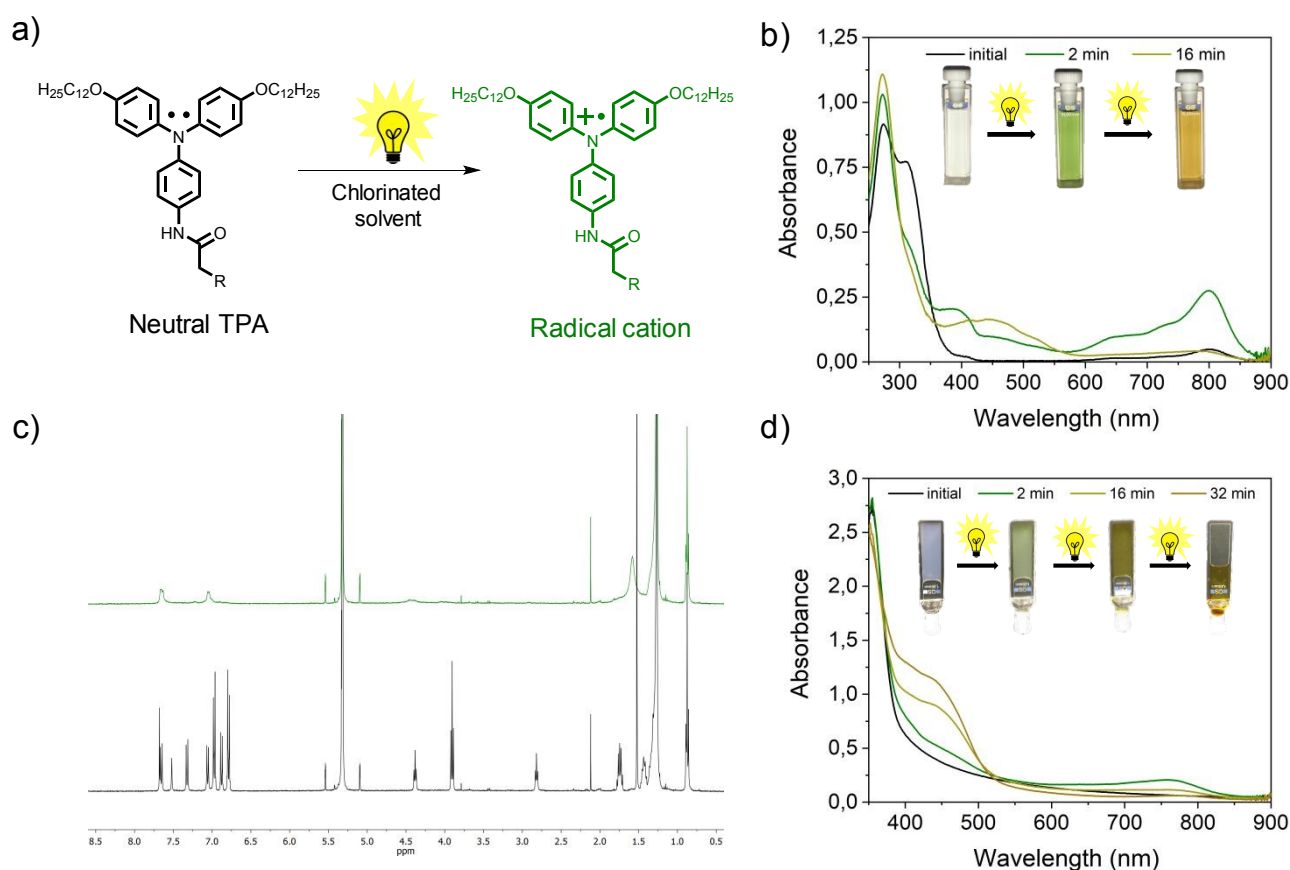 a)
H₂₅C₁₂O
OC₁₂H₂₅
N
NH
O
R
Neutral TPA
Chlorinated
solvent
H₂₅C₁₂O
OC₁₂H₂₅
+•
N
NH
O
R
Radical cation
b)
initial 2 min 16 min
1,25
1,00
0,75
0,50
0,25
0,00
Absorbance
300 400 500 600 700 800 900
Wavelength (nm)
c)
8.5 8.0 7.5 7.0 6.5 6.0 5.5 5.0 4.5 4.0 3.5 3.0 2.5 2.0 1.5 1.0 0.5
ppm
d)
initial 2 min 16 min 32 min
3,0
2,5
2,0
1,5
1,0
0,5
0,0
Absorbance
400 500 600 700 800 900
Wavelength (nm)